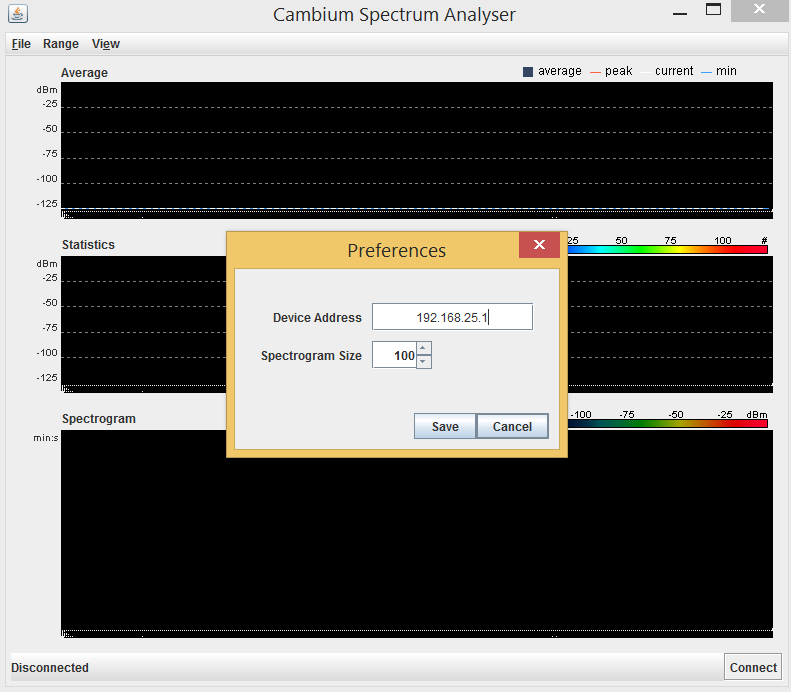 Cambium Spectrum Analyser
File Range View
Average
average peak current min
dBm
-25
-50
-75
-100
-125
Statistics
25 50 75 100 #
dBm
-25
-50
-75
-100
-125
Preferences
Device Address 192.168.25.1
Spectrogram Size 100
Save Cancel
Spectrogram
-100 -75 -50 -25 dBm
min:s
Disconnected Connect